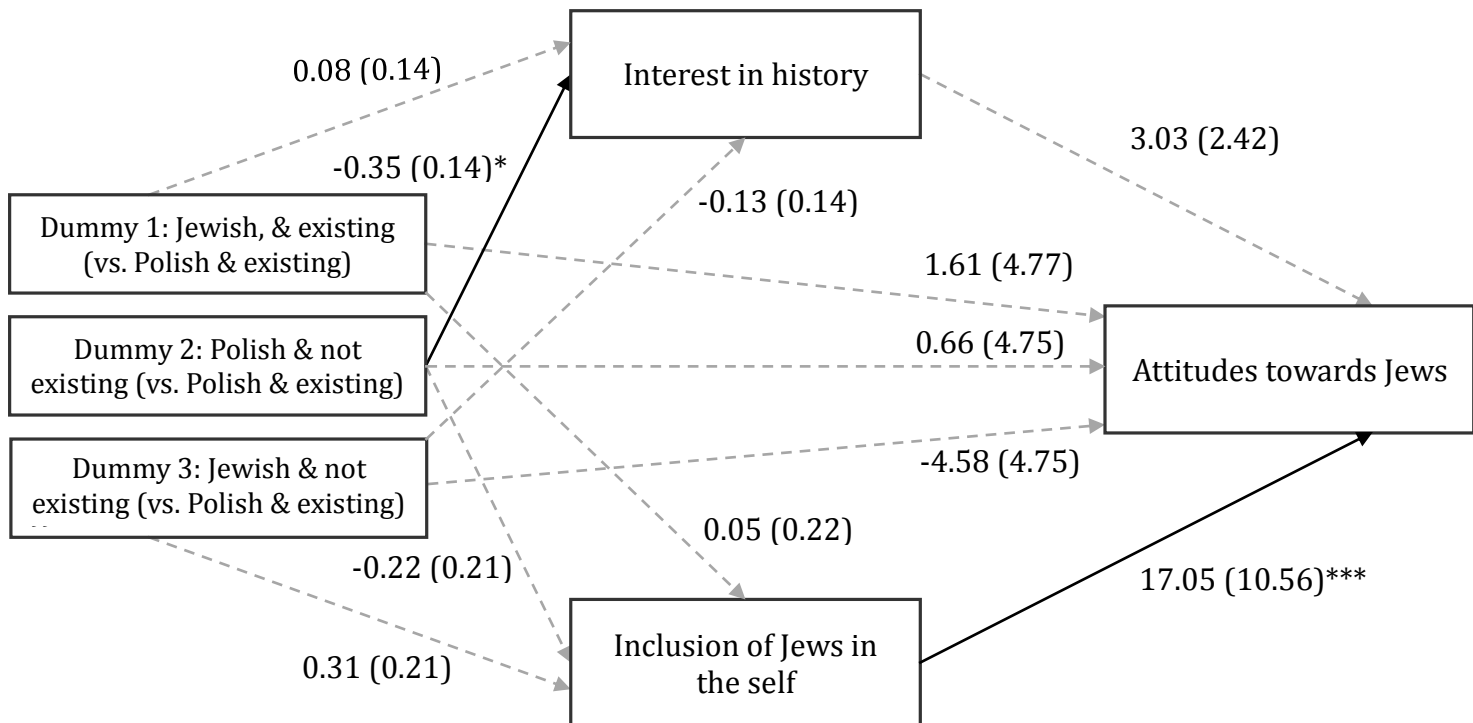 0.08 (0.14)
Interest in history
3.03 (2.42)
-0.35 (0.14)*
-0.13 (0.14)
Dummy 1: Jewish, & existing
(vs. Polish & existing)
1.61 (4.77)
Dummy 2: Polish & not
existing (vs. Polish & existing)
0.66 (4.75)
Attitudes towards Jews
Dummy 3: Jewish & not
existing (vs. Polish & existing)
-4.58 (4.75)
0.05 (0.22)
-0.22 (0.21)
17.05 (10.56)***
Inclusion of Jews in
the self
0.31 (0.21)